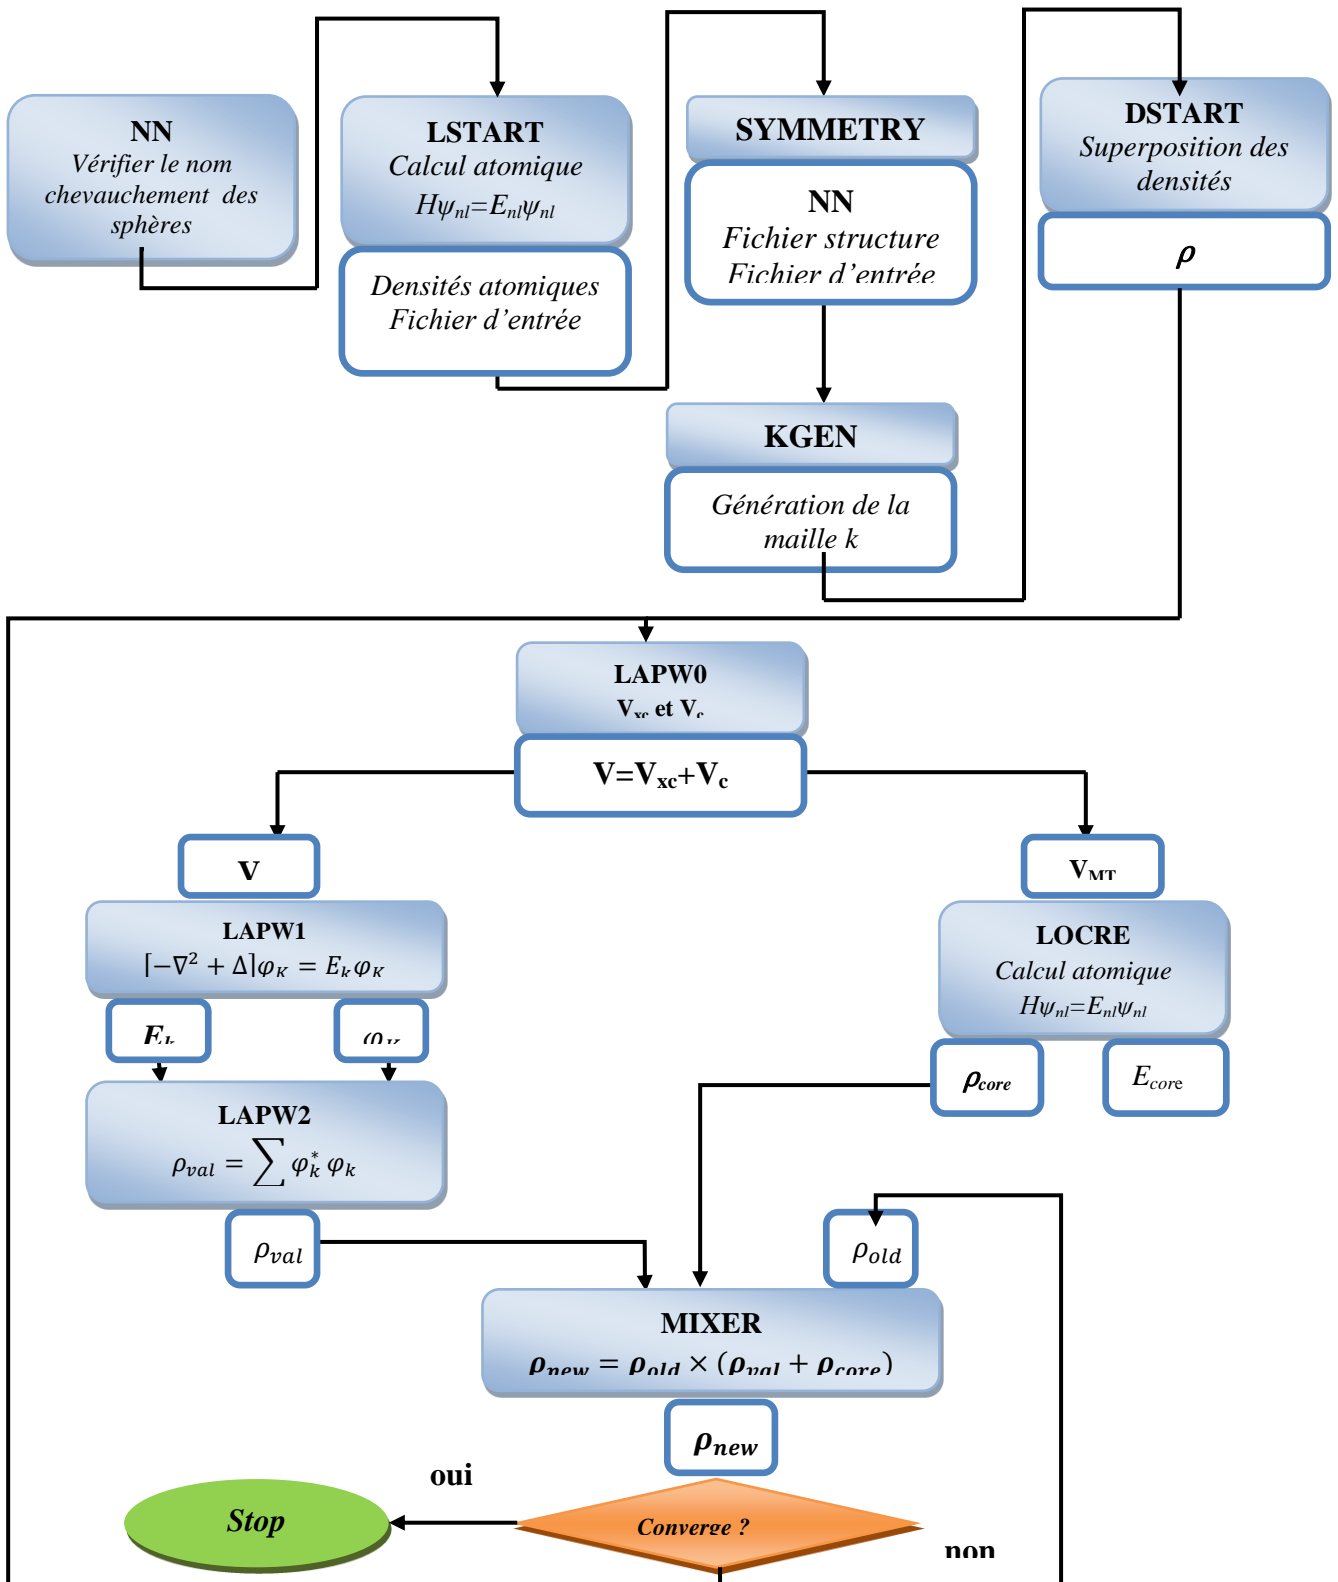 NN
Vérifier le nom
chevauchement des
sphères
LSTART
Calcul atomique
Hψnl=Enlψnl
Densités atomiques
Fichier d'entrée
SYMMETRY
NN
Fichier structure
Fichier d'entrée
KGEN
Génération de la
maille k
DSTART
Superposition des
densités
ρ
LAPW0
Vxc et Vc
V=Vxc+Vc
V
VMT
LAPW1
[−∇² + Δ]φK = EkφK
Ek
φK
LAPW2
ρval = ∑ φk* φk
ρval
LOCRE
Calcul atomique
Hψnl=Enlψnl
ρcore
Ecore
ρold
MIXER
ρnew = ρold × (ρval + ρcore)
ρnew
oui
Stop
Converge ?
non